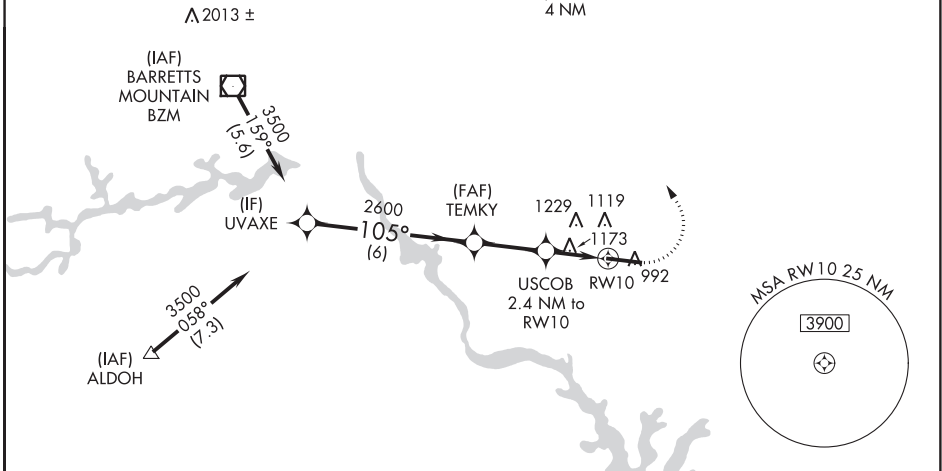 2013 ±
4 NM
(IAF)
BARRETTS
MOUNTAIN
BZM
3500
159°
(5.6)
(IF)
UVAXE
2600
105°
(6)
(FAF)
TEMKY
1229
1119
1173
USCOB
2.4 NM to
RW10
RW10
992
3500
058°
(7.3)
(IAF)
ALDOH
MSA RW10 25 NM
3900